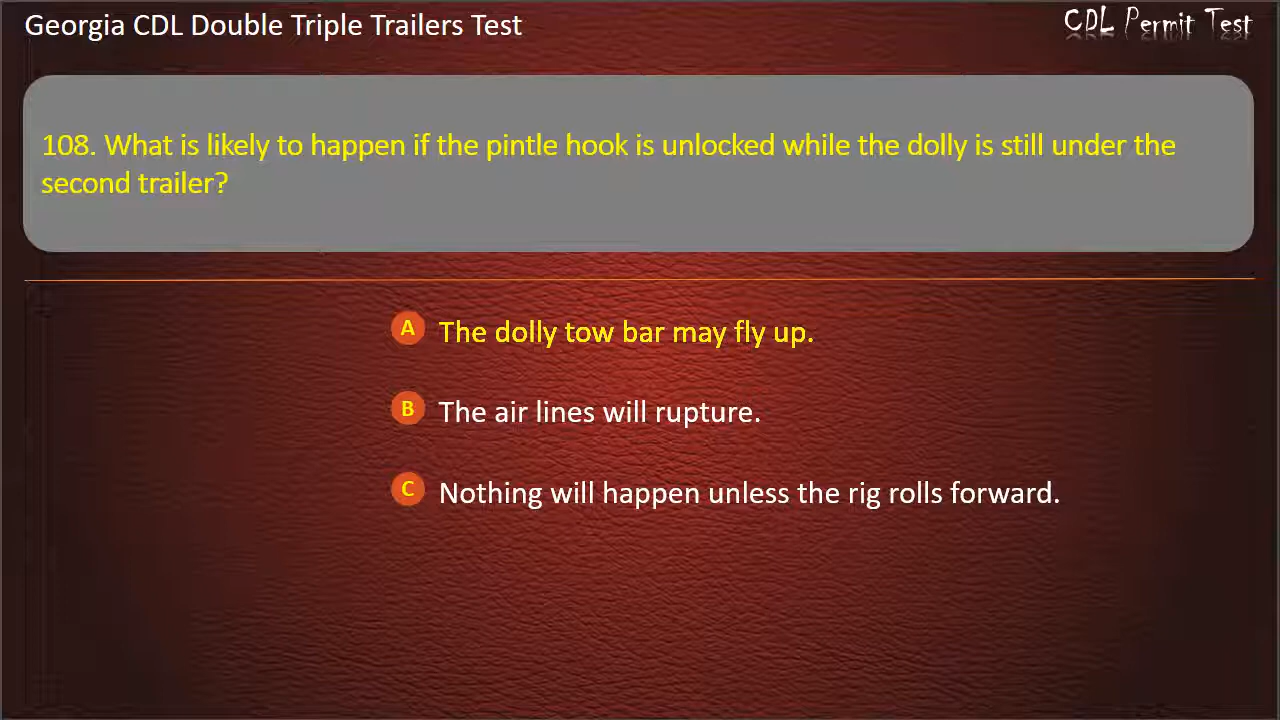 Georgia CDL Double Triple Trailers Test
CDL Permit Test
108. What is likely to happen if the pintle hook is unlocked while the dolly is still under the
second trailer?
A The dolly tow bar may fly up.
B The air lines will rupture.
C Nothing will happen unless the rig rolls forward.